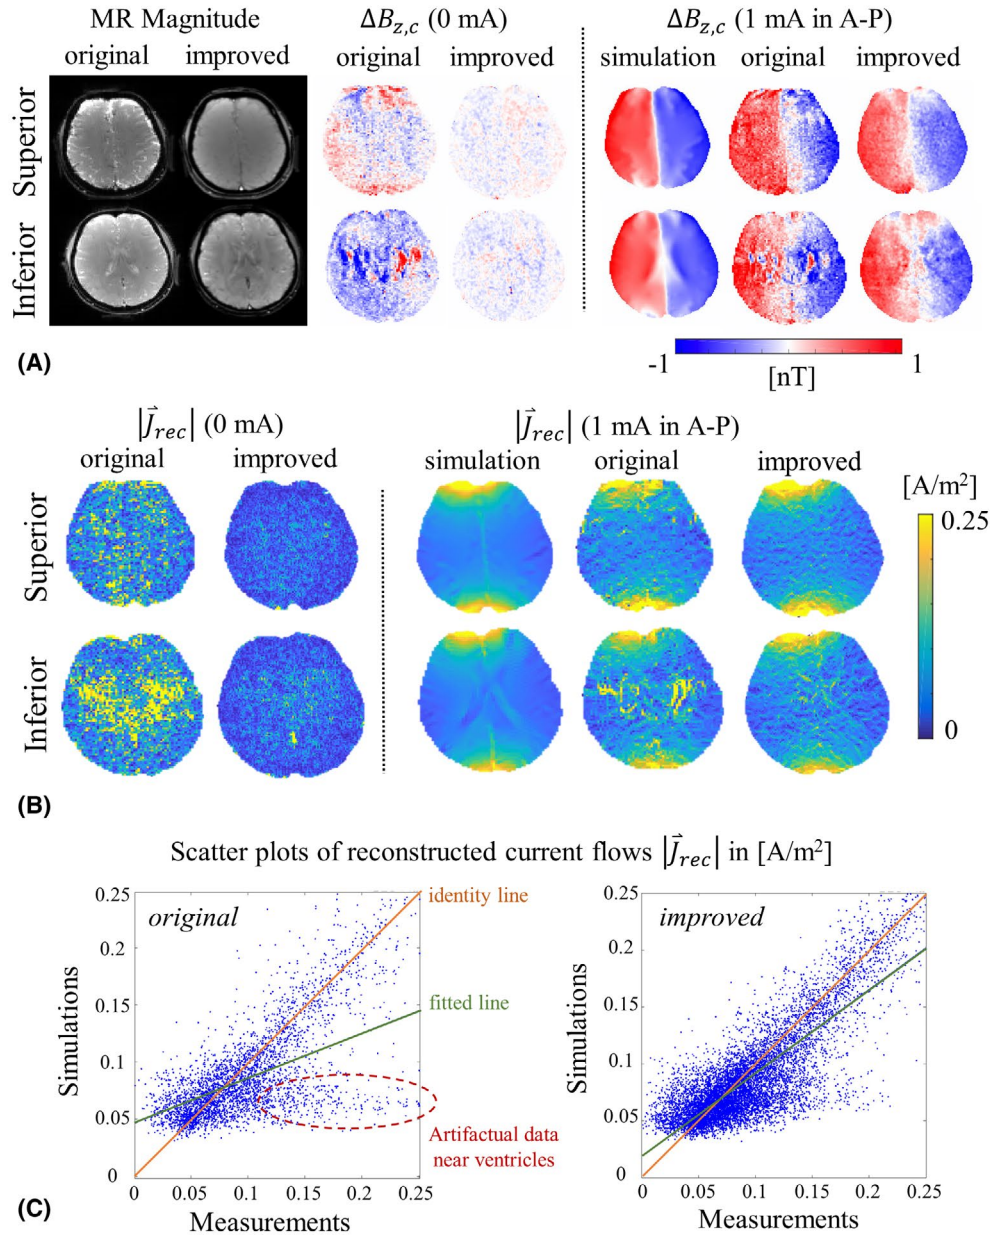 MR Magnitude
original improved
ΔB_{z,c} (0 mA)
original improved
ΔB_{z,c} (1 mA in A-P)
simulation original improved
Superior
Inferior
-1 1
[nT]
(A)
|J⃗_{rec}| (0 mA)
original improved
|J⃗_{rec}| (1 mA in A-P)
simulation original improved
[A/m²]
0.25
0
Superior
Inferior
(B)
Scatter plots of reconstructed current flows |J⃗_{rec}| in [A/m²]
original
identity line
fitted line
Artifactual data
near ventricles
0.25
0.2
0.15
0.1
0.05
0
0 0.05 0.1 0.15 0.2 0.25
Simulations
Measurements
improved
0.25
0.2
0.15
0.1
0.05
0
0 0.05 0.1 0.15 0.2 0.25
Simulations
Measurements
(C)